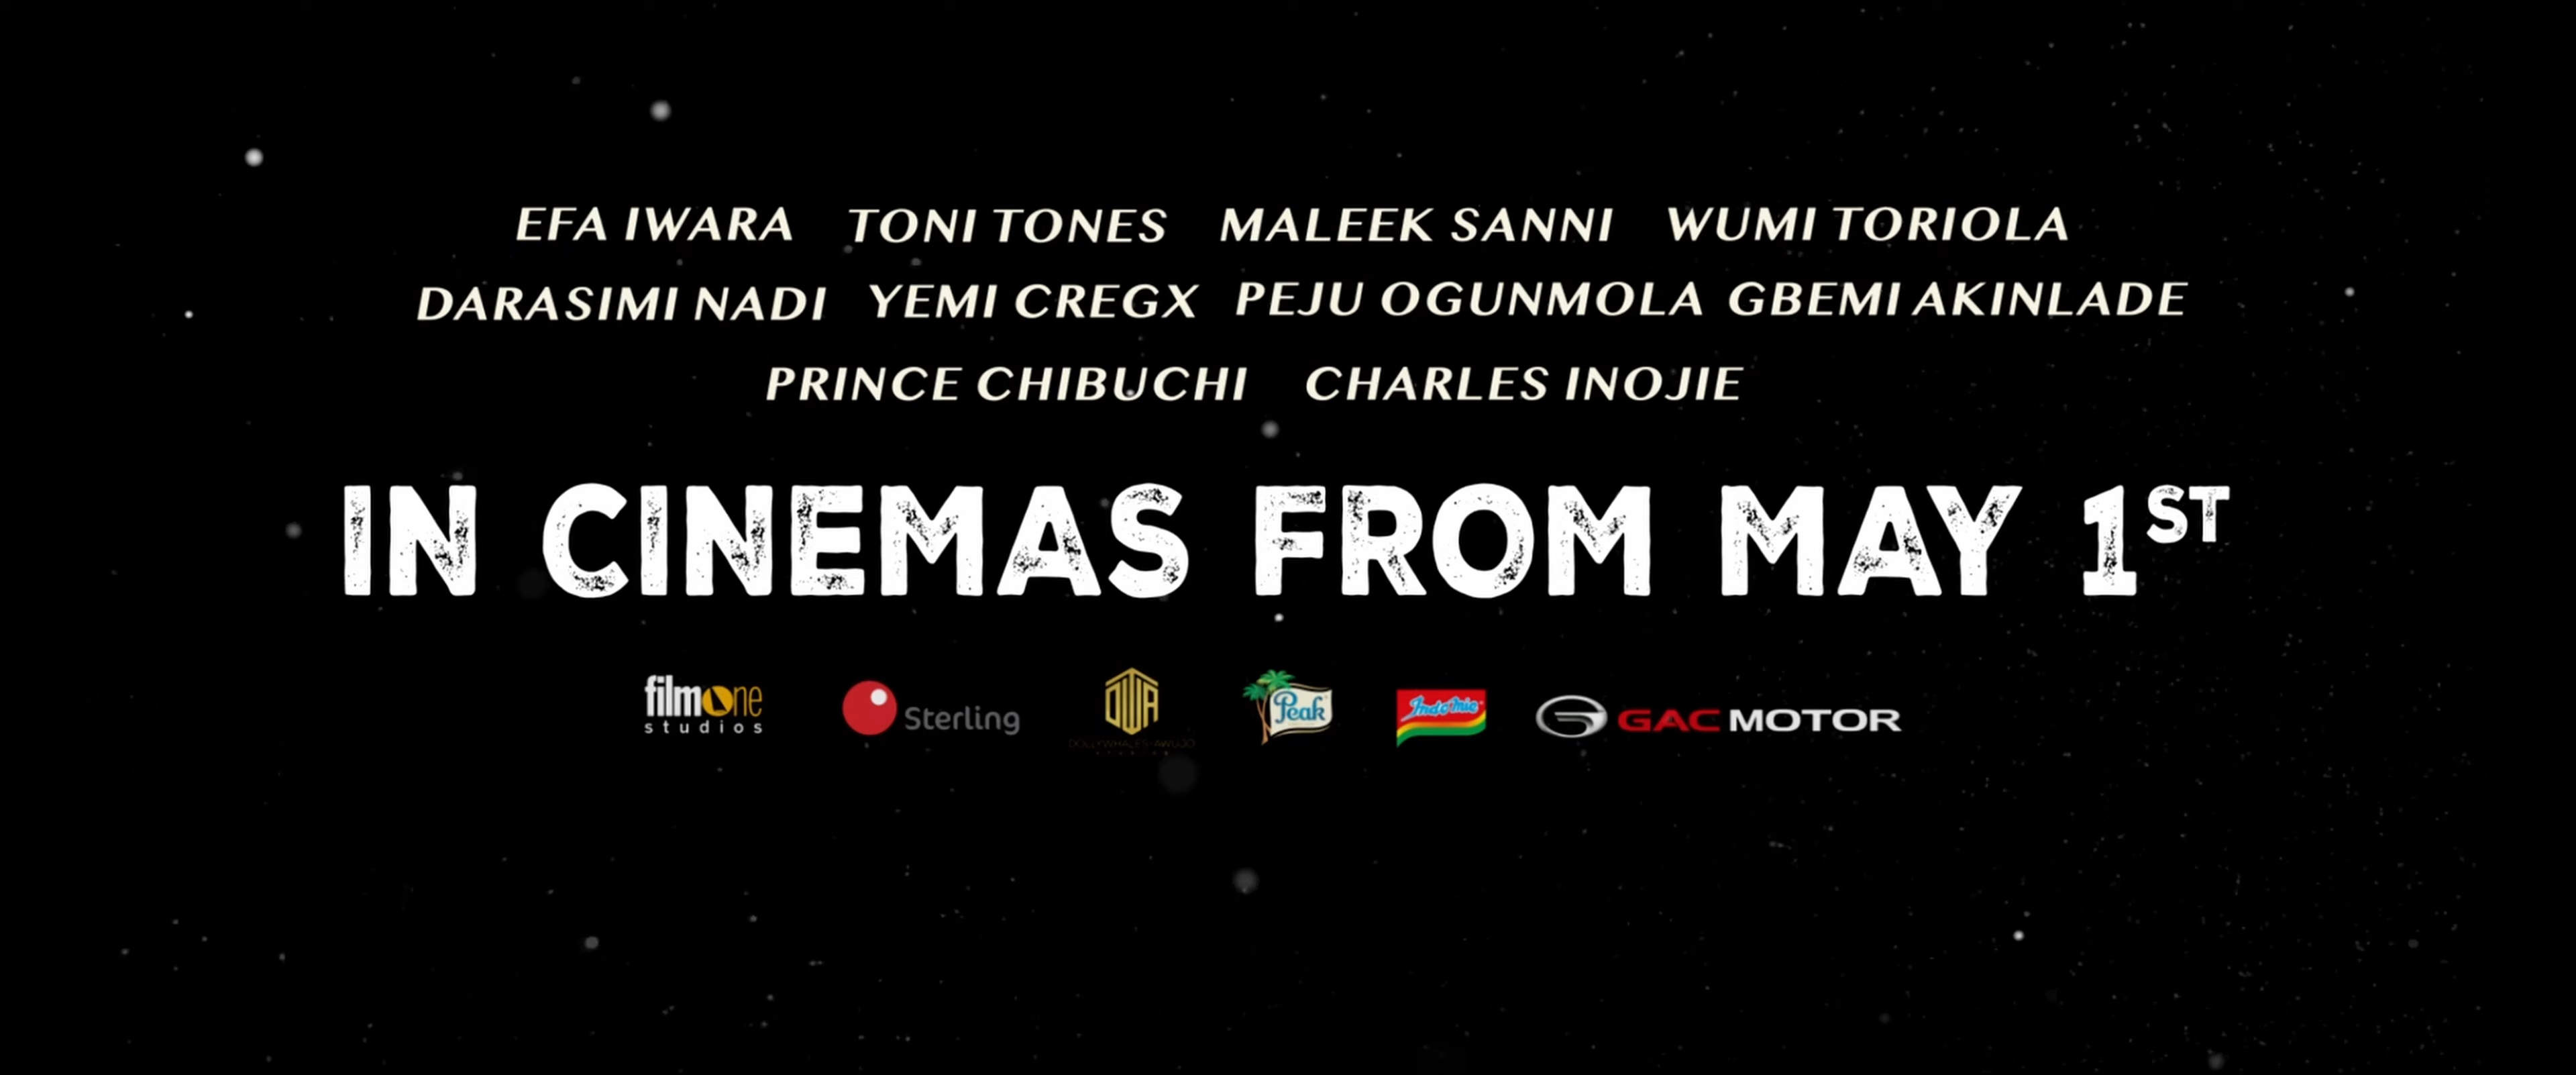 EFA IWARA TONI TONES MALEEK SANNI WUMI TORIOLA
DARASIMI NADI YEMI CREGX PEJU OGUNMOLA GBEMI AKINLADE
PRINCE CHIBUCHI CHARLES INOJIE
IN CINEMAS FROM MAY 1ST
filmone Sterling DWA Peak Indomie GAC MOTOR
studios